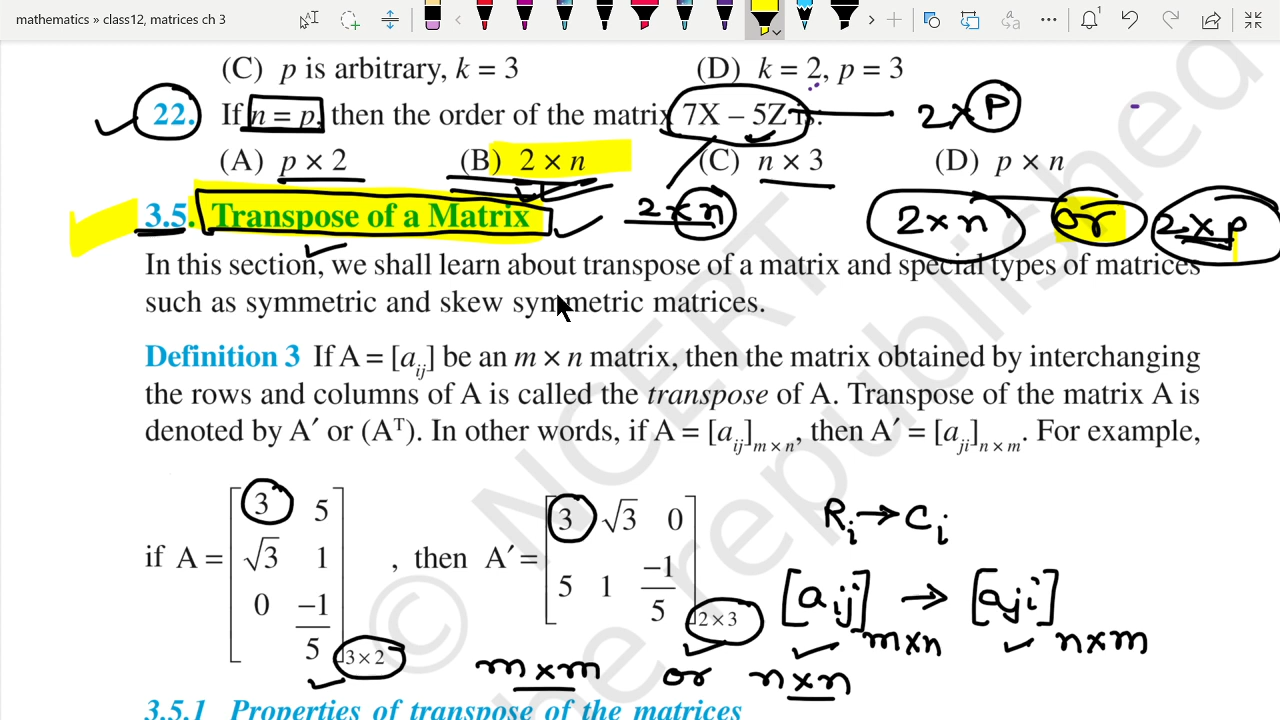 mathematics » class12, matrices ch 3
(C) p is arbitrary, k = 3 (D) k = 2, p = 3
22. If n = p, then the order of the matrix 7X – 5Z is: 2 × P
(A) p × 2 (B) 2 × n (C) n × 3 (D) p × n
3.5. Transpose of a Matrix 2 × n 2 × n or 2 × p
In this section, we shall learn about transpose of a matrix and special types of matrices
such as symmetric and skew symmetric matrices.
Definition 3 If A = [aij] be an m × n matrix, then the matrix obtained by interchanging
the rows and columns of A is called the transpose of A. Transpose of the matrix A is
denoted by A′ or (Aᵀ). In other words, if A = [aij]m × n, then A′ = [aji]n × m. For example,
if A = [3 5
√3 1
0 −1/5]3 × 2 , then A′ = [3 √3 0
5 1 −1/5]2 × 3
Ri → Ci
[aij]m×n → [aji]n×m
m×m or n×n
3.5.1 Properties of transpose of the matrices
© NCERT
be republished